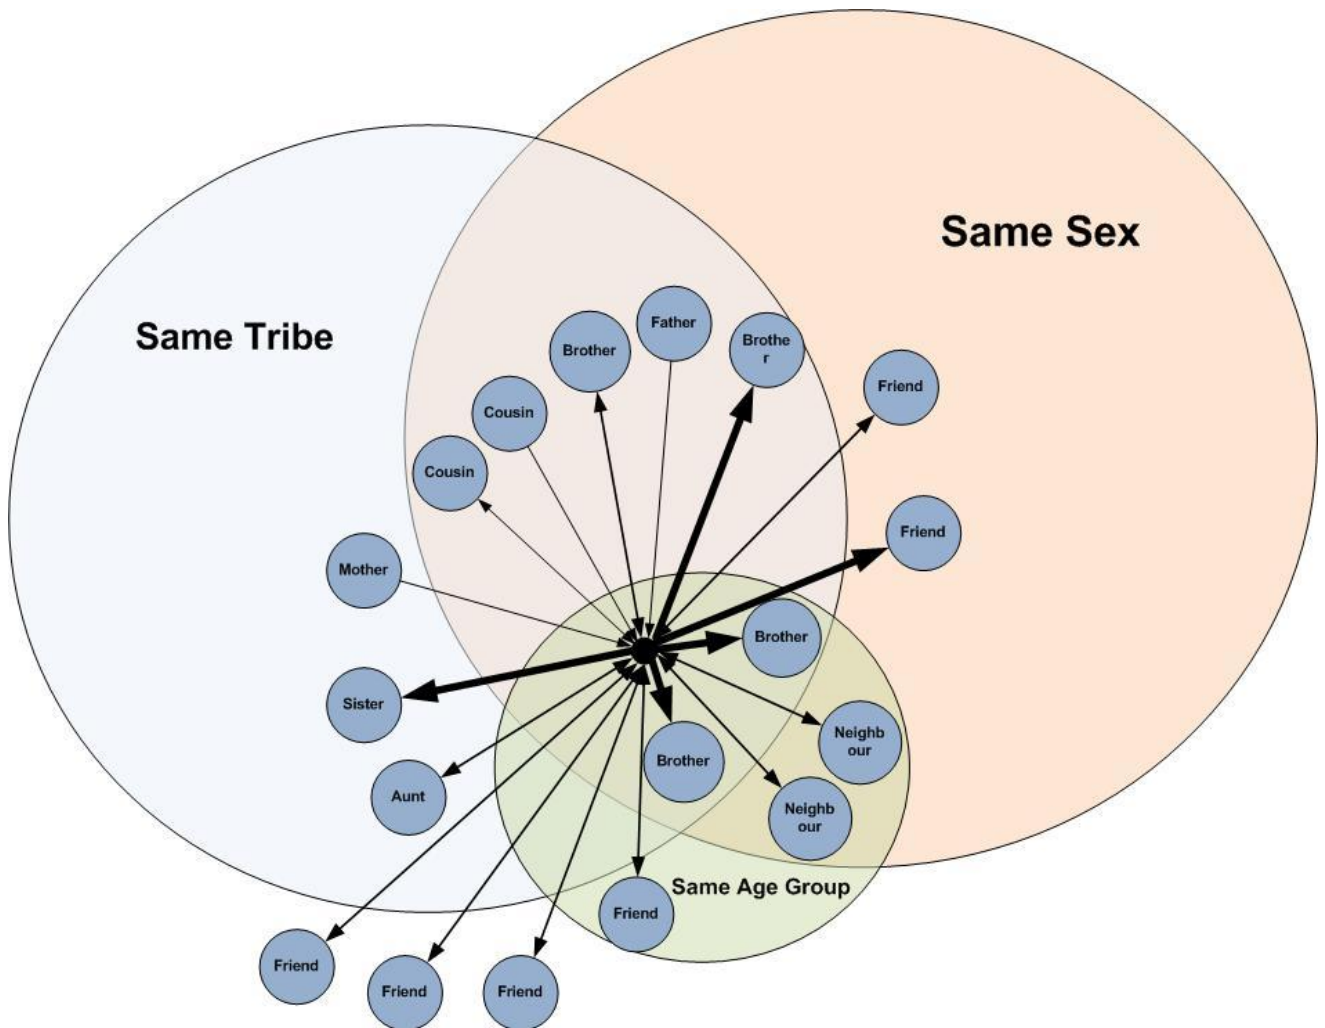 Same Sex
Same Tribe
Father
Brother
Brothe
r
Friend
Cousin
Cousin
Friend
Mother
Brother
Sister
Neighb
our
Brother
Aunt
Neighb
our
Same Age Group
Friend
Friend
Friend
Friend